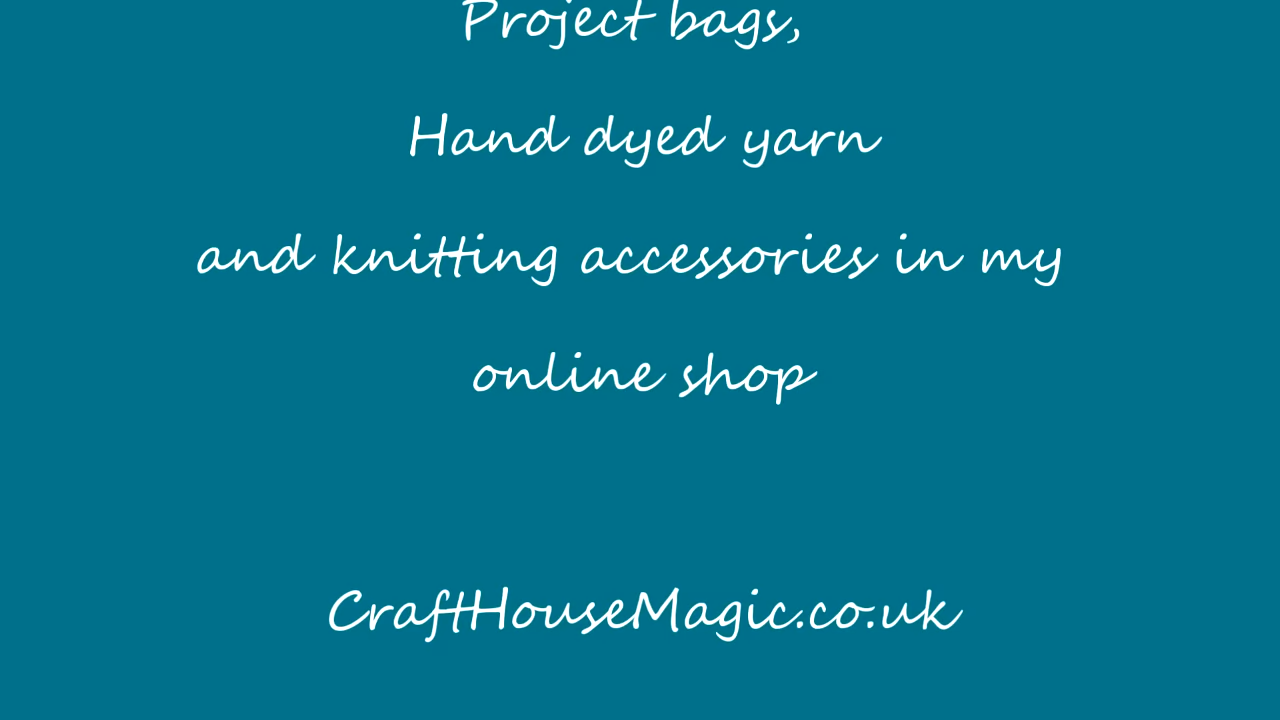 Project bags,
Hand dyed yarn
and knitting accessories in my
online shop
CraftHouseMagic.co.uk